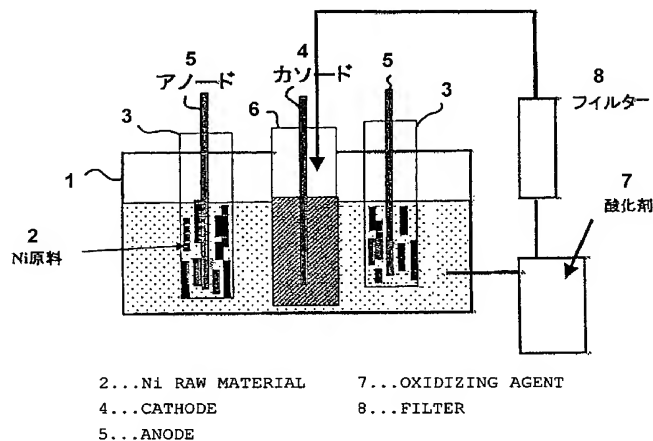 5
アノード
4
カソード
5
3
6
3
8
フィルター
1
7
酸化剤
2
Ni原料
2...Ni RAW MATERIAL
4...CATHODE
5...ANODE
7...OXIDIZING AGENT
8...FILTER